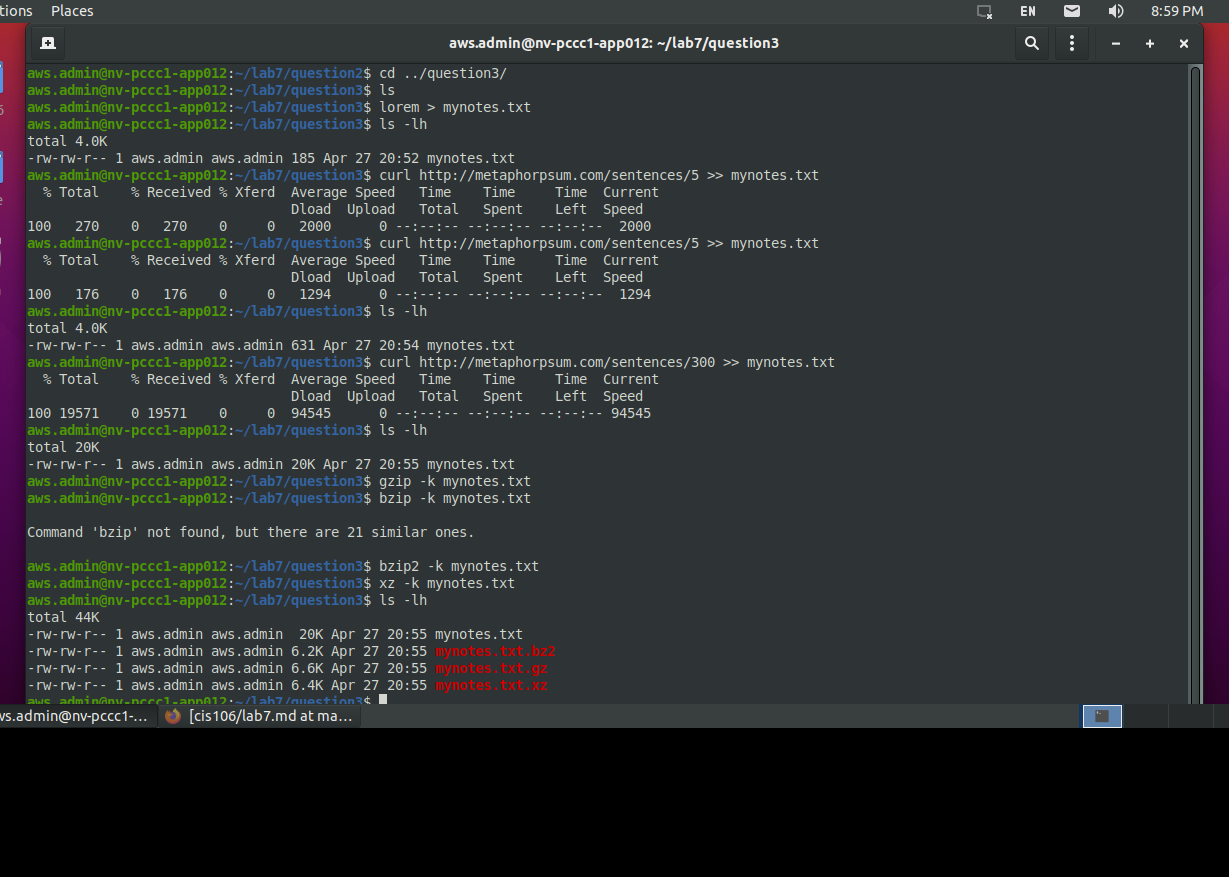 tions Places EN 8:59 PM
aws.admin@nv-pccc1-app012: ~/lab7/question3
aws.admin@nv-pccc1-app012:~/lab7/question2$ cd ../question3/
aws.admin@nv-pccc1-app012:~/lab7/question3$ ls
aws.admin@nv-pccc1-app012:~/lab7/question3$ lorem > mynotes.txt
aws.admin@nv-pccc1-app012:~/lab7/question3$ ls -lh
total 4.0K
-rw-rw-r-- 1 aws.admin aws.admin 185 Apr 27 20:52 mynotes.txt
aws.admin@nv-pccc1-app012:~/lab7/question3$ curl http://metaphorpsum.com/sentences/5 >> mynotes.txt
  % Total    % Received % Xferd  Average Speed   Time    Time     Time  Current
                                 Dload  Upload   Total   Spent    Left  Speed
100   270    0   270    0     0   2000      0 --:--:-- --:--:-- --:--:--  2000
aws.admin@nv-pccc1-app012:~/lab7/question3$ curl http://metaphorpsum.com/sentences/5 >> mynotes.txt
  % Total    % Received % Xferd  Average Speed   Time    Time     Time  Current
                                 Dload  Upload   Total   Spent    Left  Speed
100   176    0   176    0     0   1294      0 --:--:-- --:--:-- --:--:--  1294
aws.admin@nv-pccc1-app012:~/lab7/question3$ ls -lh
total 4.0K
-rw-rw-r-- 1 aws.admin aws.admin 631 Apr 27 20:54 mynotes.txt
aws.admin@nv-pccc1-app012:~/lab7/question3$ curl http://metaphorpsum.com/sentences/300 >> mynotes.txt
  % Total    % Received % Xferd  Average Speed   Time    Time     Time  Current
                                 Dload  Upload   Total   Spent    Left  Speed
100 19571    0 19571    0     0  94545      0 --:--:-- --:--:-- --:--:-- 94545
aws.admin@nv-pccc1-app012:~/lab7/question3$ ls -lh
total 20K
-rw-rw-r-- 1 aws.admin aws.admin 20K Apr 27 20:55 mynotes.txt
aws.admin@nv-pccc1-app012:~/lab7/question3$ gzip -k mynotes.txt
aws.admin@nv-pccc1-app012:~/lab7/question3$ bzip -k mynotes.txt
Command 'bzip' not found, but there are 21 similar ones.
aws.admin@nv-pccc1-app012:~/lab7/question3$ bzip2 -k mynotes.txt
aws.admin@nv-pccc1-app012:~/lab7/question3$ xz -k mynotes.txt
aws.admin@nv-pccc1-app012:~/lab7/question3$ ls -lh
total 44K
-rw-rw-r-- 1 aws.admin aws.admin  20K Apr 27 20:55 mynotes.txt
-rw-rw-r-- 1 aws.admin aws.admin 6.2K Apr 27 20:55 mynotes.txt.bz2
-rw-rw-r-- 1 aws.admin aws.admin 6.6K Apr 27 20:55 mynotes.txt.gz
-rw-rw-r-- 1 aws.admin aws.admin 6.4K Apr 27 20:55 mynotes.txt.xz
aws.admin@nv-pccc1-app012:~/lab7/question3$
ws.admin@nv-pccc1-... [cis106/lab7.md at ma...